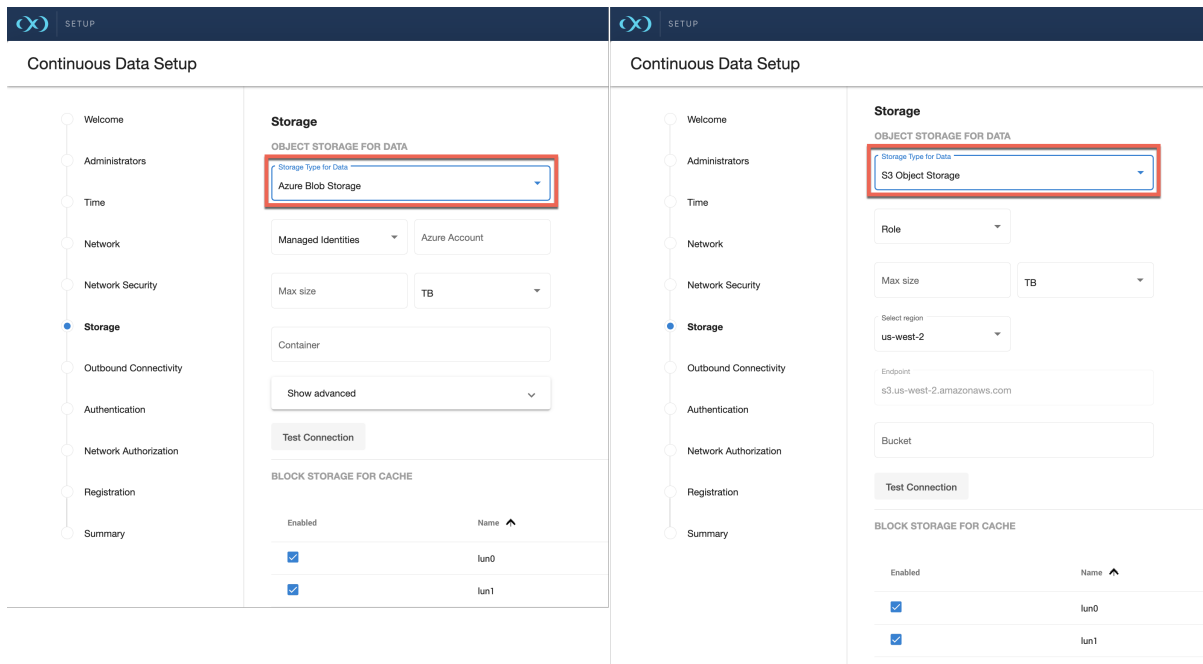 SETUP
Continuous Data Setup
Welcome
Administrators
Time
Network
Network Security
Storage
Outbound Connectivity
Authentication
Network Authorization
Registration
Summary
Storage
OBJECT STORAGE FOR DATA
Storage Type for Data
Azure Blob Storage
Managed Identities Azure Account
Max size TB
Container
Show advanced
Test Connection
BLOCK STORAGE FOR CACHE
Enabled Name
lun0
lun1
SETUP
Continuous Data Setup
Welcome
Administrators
Time
Network
Network Security
Storage
Outbound Connectivity
Authentication
Network Authorization
Registration
Summary
Storage
OBJECT STORAGE FOR DATA
Storage Type for Data
S3 Object Storage
Role
Max size TB
Select region
us-west-2
Endpoint
s3.us-west-2.amazonaws.com
Bucket
Test Connection
BLOCK STORAGE FOR CACHE
Enabled Name
lun0
lun1